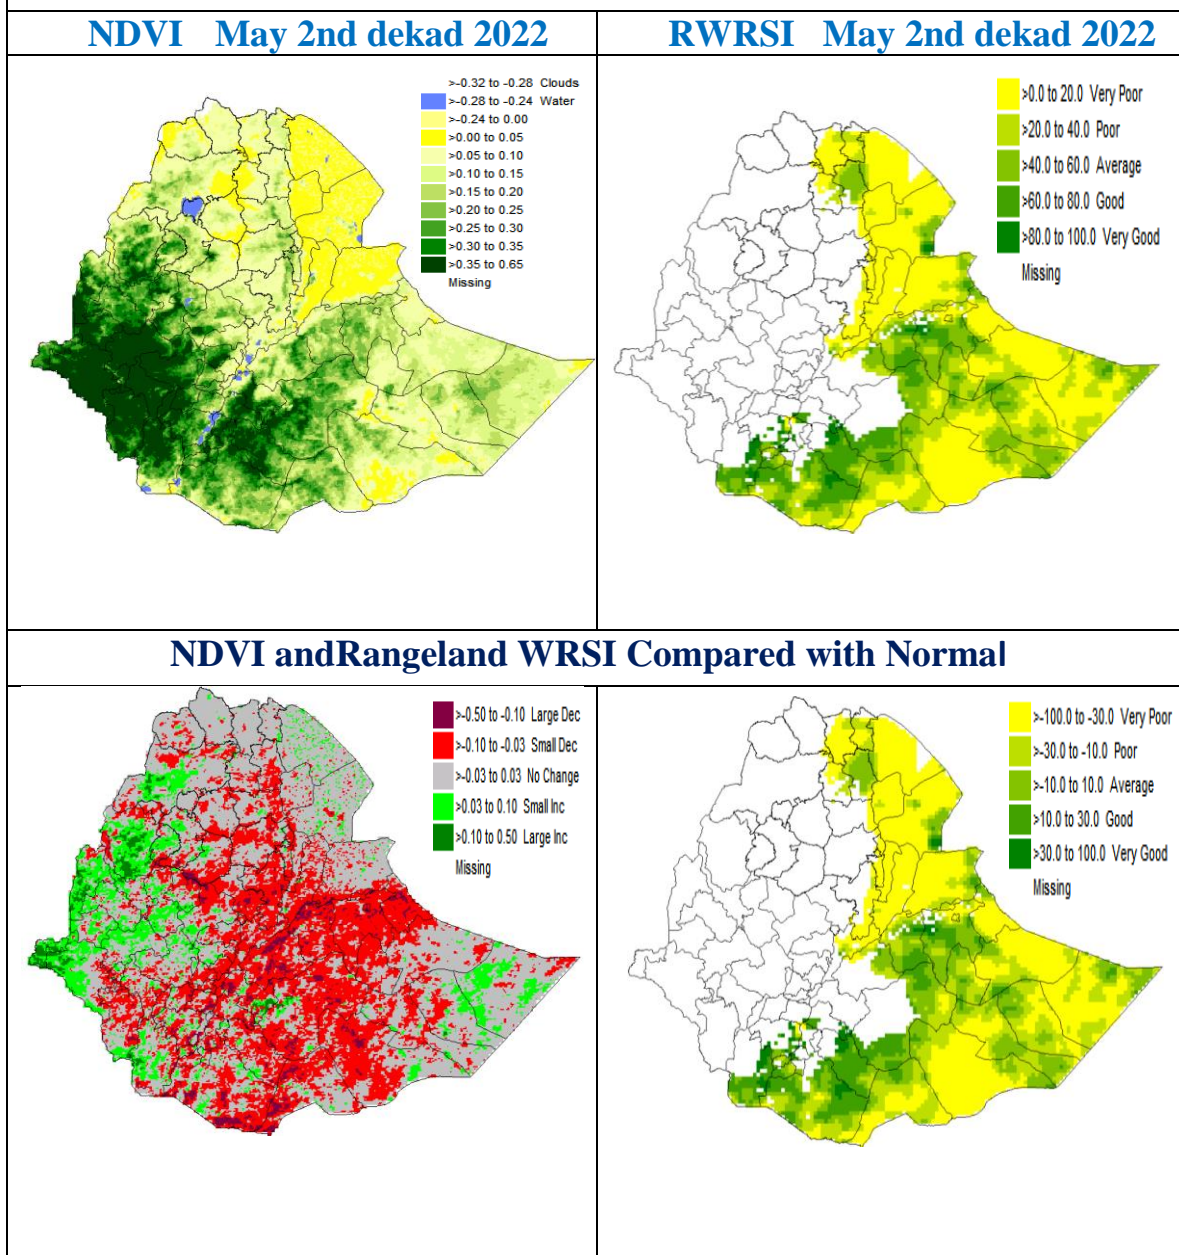 NDVI May 2nd dekad 2022
RWRSI May 2nd dekad 2022
>-0.32 to -0.28 Clouds
>-0.28 to -0.24 Water
>-0.24 to 0.00
>0.00 to 0.05
>0.05 to 0.10
>0.10 to 0.15
>0.15 to 0.20
>0.20 to 0.25
>0.25 to 0.30
>0.30 to 0.35
>0.35 to 0.65
Missing
>0.0 to 20.0 Very Poor
>20.0 to 40.0 Poor
>40.0 to 60.0 Average
>60.0 to 80.0 Good
>80.0 to 100.0 Very Good
Missing
NDVI andRangeland WRSI Compared with Normal
>-0.50 to -0.10 Large Dec
>-0.10 to -0.03 Small Dec
>-0.03 to 0.03 No Change
>0.03 to 0.10 Small Inc
>0.10 to 0.50 Large Inc
Missing
>-100.0 to -30.0 Very Poor
>-30.0 to -10.0 Poor
>-10.0 to 10.0 Average
>10.0 to 30.0 Good
>30.0 to 100.0 Very Good
Missing